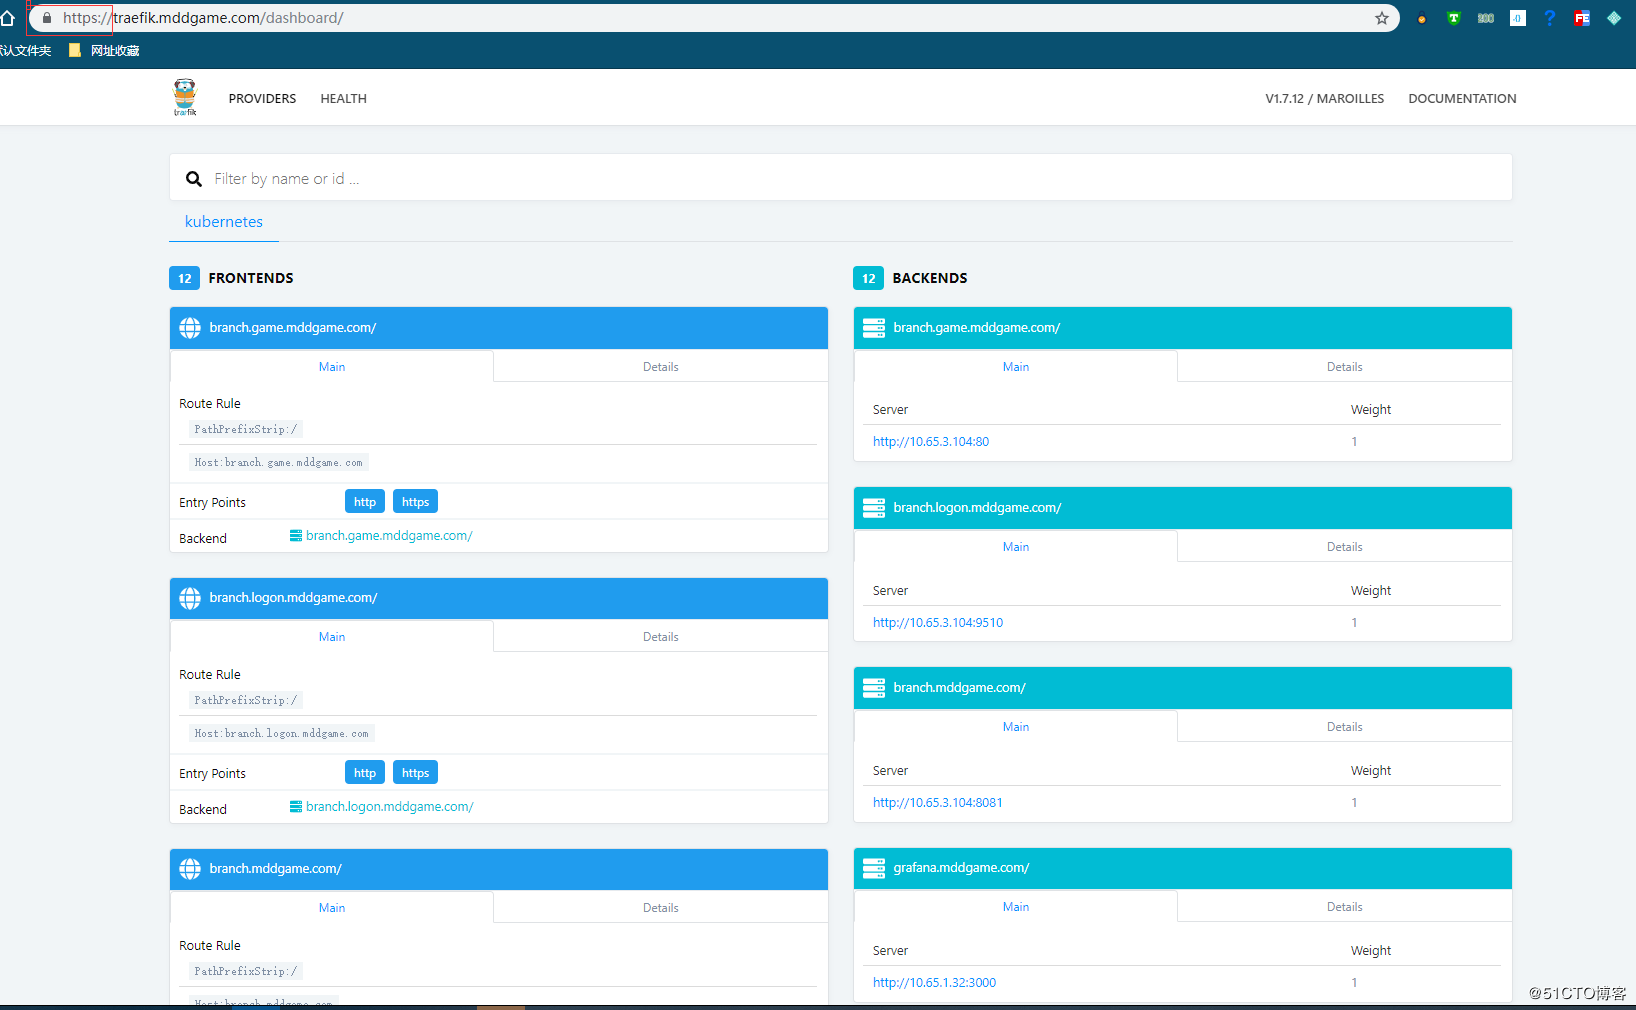 https://traefik.mddgame.com/dashboard/
认文件夹 网址收藏
træfik PROVIDERS HEALTH V1.7.12 / MAROILLES DOCUMENTATION
Filter by name or id ...
kubernetes
12 FRONTENDS
branch.game.mddgame.com/
Main Details
Route Rule
PathPrefixStrip:/
Host:branch.game.mddgame.com
Entry Points http https
Backend branch.game.mddgame.com/
branch.logon.mddgame.com/
Main Details
Route Rule
PathPrefixStrip:/
Host:branch.logon.mddgame.com
Entry Points http https
Backend branch.logon.mddgame.com/
branch.mddgame.com/
Main Details
Route Rule
PathPrefixStrip:/
Host:branch.mddgame.com
12 BACKENDS
branch.game.mddgame.com/
Main Details
Server Weight
http://10.65.3.104:80 1
branch.logon.mddgame.com/
Main Details
Server Weight
http://10.65.3.104:9510 1
branch.mddgame.com/
Main Details
Server Weight
http://10.65.3.104:8081 1
grafana.mddgame.com/
Main Details
Server Weight
http://10.65.1.32:3000 1
@51CTO博客